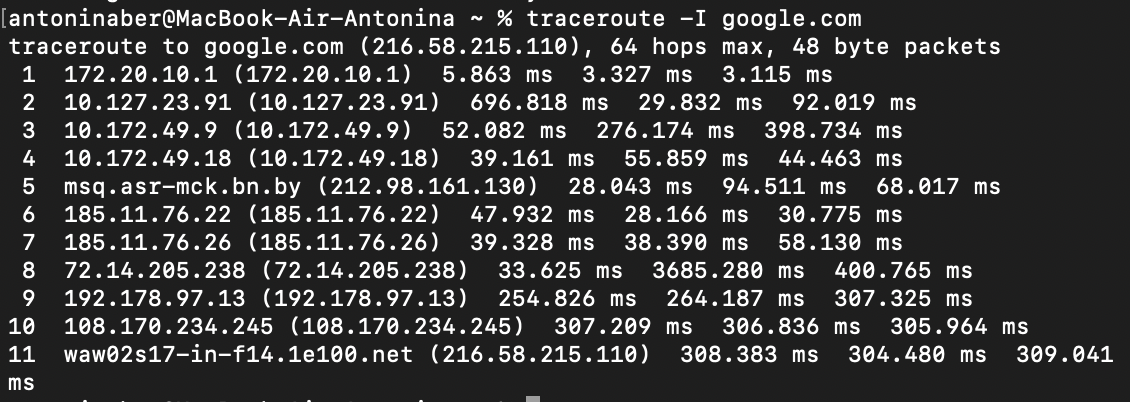 [antoninaber@MacBook-Air-Antonina ~ % traceroute -I google.com
traceroute to google.com (216.58.215.110), 64 hops max, 48 byte packets
1 172.20.10.1 (172.20.10.1) 5.863 ms 3.327 ms 3.115 ms
2 10.127.23.91 (10.127.23.91) 696.818 ms 29.832 ms 92.019 ms
3 10.172.49.9 (10.172.49.9) 52.082 ms 276.174 ms 398.734 ms
4 10.172.49.18 (10.172.49.18) 39.161 ms 55.859 ms 44.463 ms
5 msq.asr-mck.bn.by (212.98.161.130) 28.043 ms 94.511 ms 68.017 ms
6 185.11.76.22 (185.11.76.22) 47.932 ms 28.166 ms 30.775 ms
7 185.11.76.26 (185.11.76.26) 39.328 ms 38.390 ms 58.130 ms
8 72.14.205.238 (72.14.205.238) 33.625 ms 3685.280 ms 400.765 ms
9 192.178.97.13 (192.178.97.13) 254.826 ms 264.187 ms 307.325 ms
10 108.170.234.245 (108.170.234.245) 307.209 ms 306.836 ms 305.964 ms
11 waw02s17-in-f14.1e100.net (216.58.215.110) 308.383 ms 304.480 ms 309.041
ms